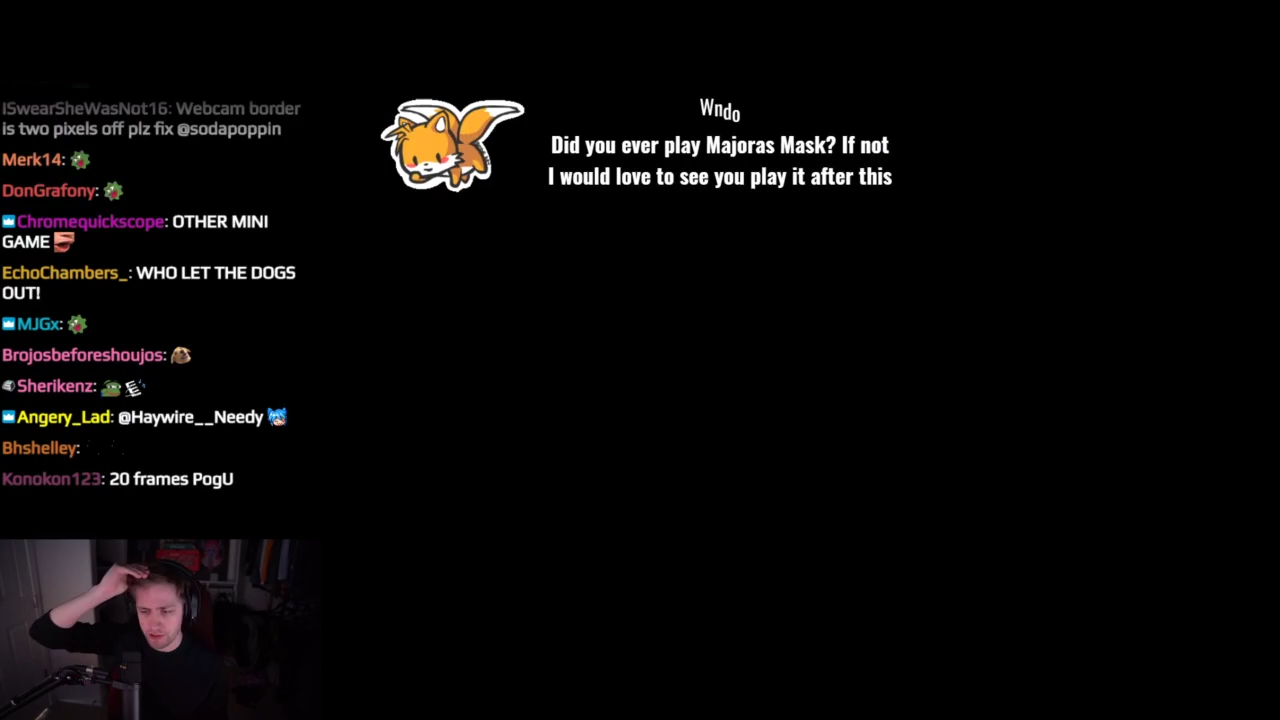 ISwearSheWasNot16: Webcam border
is two pixels off plz fix @sodapoppin
Merk14:
DonGrafony:
Chromequickscope: OTHER MINI
GAME
EchoChambers_: WHO LET THE DOGS
OUT!
MJGx:
Brojosbeforeshoujos:
Sherikenz:
Angery_Lad: @Haywire__Needy
Bhshelley:
Konokon123: 20 frames PogU
Wndo
Did you ever play Majoras Mask? If not
I would love to see you play it after this